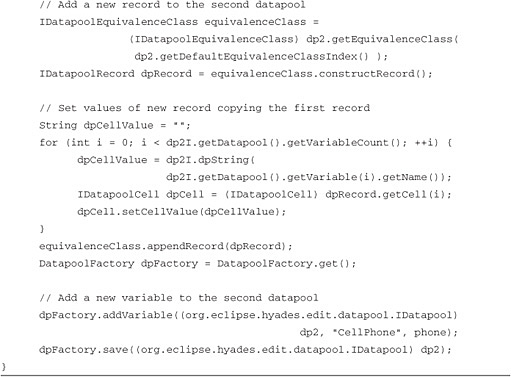 // Add a new record to the second datapool
IDatapoolEquivalenceClass equivalenceClass =
(IDatapoolEquivalenceClass) dp2.getEquivalenceClass(
dp2.getDefaultEquivalenceClassIndex() );
IDatapoolRecord dpRecord = equivalenceClass.constructRecord();
// Set values of new record copying the first record
String dpCellValue = "";
for (int i = 0; i < dp2I.getDatapool().getVariableCount(); ++i) {
dpCellValue = dp2I.dpString(
dp2I.getDatapool().getVariable(i).getName());
IDatapoolCell dpCell = (IDatapoolCell) dpRecord.getCell(i);
dpCell.setCellValue(dpCellValue);
}
equivalenceClass.appendRecord(dpRecord);
DatapoolFactory dpFactory = DatapoolFactory.get();
// Add a new variable to the second datapool
dpFactory.addVariable((org.eclipse.hyades.edit.datapool.IDatapool)
dp2, "CellPhone", phone);
dpFactory.save((org.eclipse.hyades.edit.datapool.IDatapool) dp2);
}